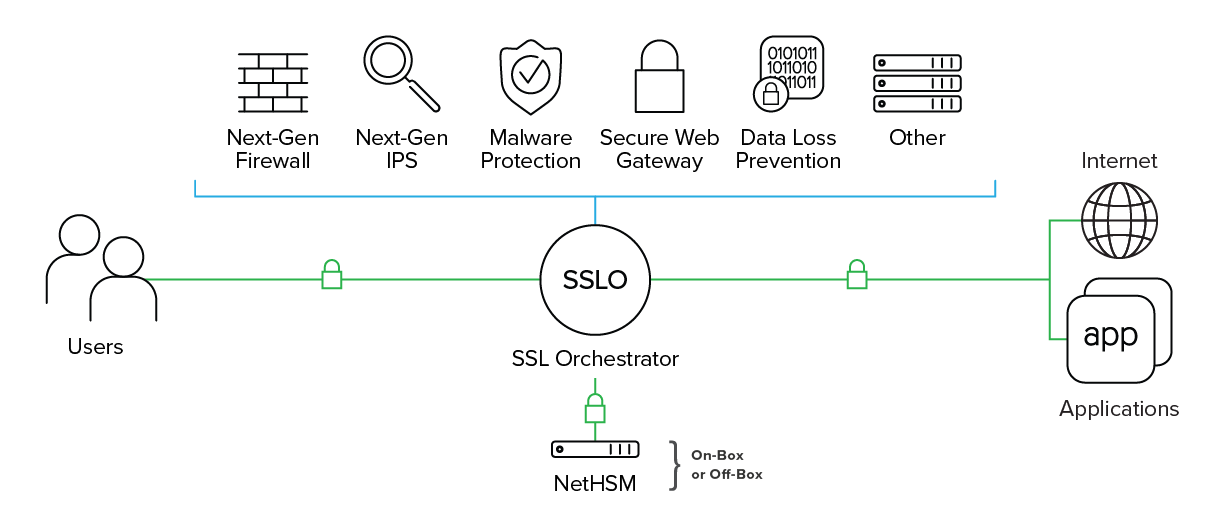 0101011
1011010
1011011
Next-Gen
Firewall
Next-Gen
IPS
Malware
Protection
Secure Web
Gateway
Data Loss
Prevention
Other
Internet
SSLO
app
Users
SSL Orchestrator
Applications
On-Box
or Off-Box
NetHSM